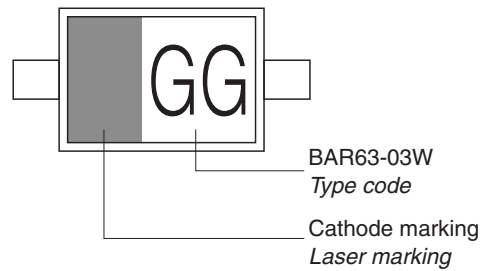 GG
BAR63-03W
Type code
Cathode marking
Laser marking